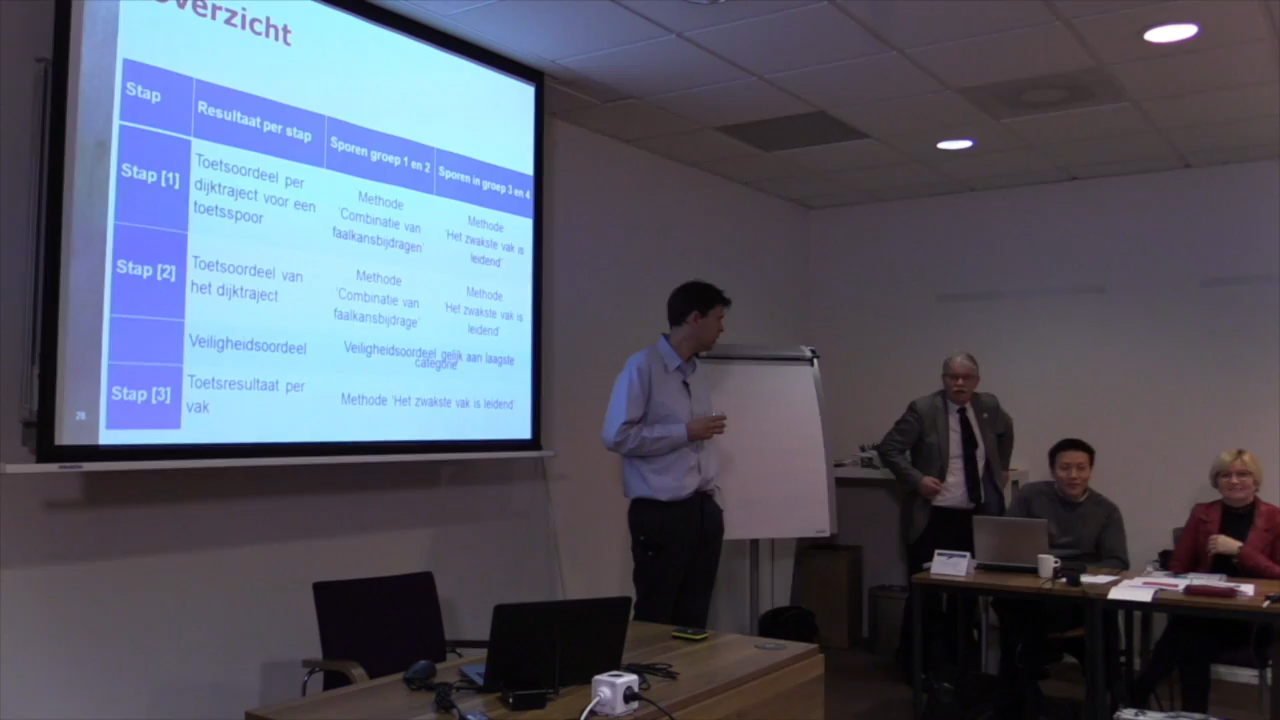 overzicht
Stap
Resultaat per stap
Sporen groep 1 en 2
Sporen in groep 3 en 4
Stap [1]
Toetsoordeel per
dijktraject voor een
toetsspoor
Methode
'Combinatie van
faalkansbijdragen'
Methode
'Het zwakste vak is
leidend'
Stap [2]
Toetsoordeel van
het dijktraject
Methode
'Combinatie van
faalkansbijdrage'
Methode
'Het zwakste vak is
leidend'
Veiligheidsoordeel
Veiligheidsoordeel gelijk aan laagste
categorie
Stap [3]
Toetsresultaat per
vak
Methode 'Het zwakste vak is leidend'
28